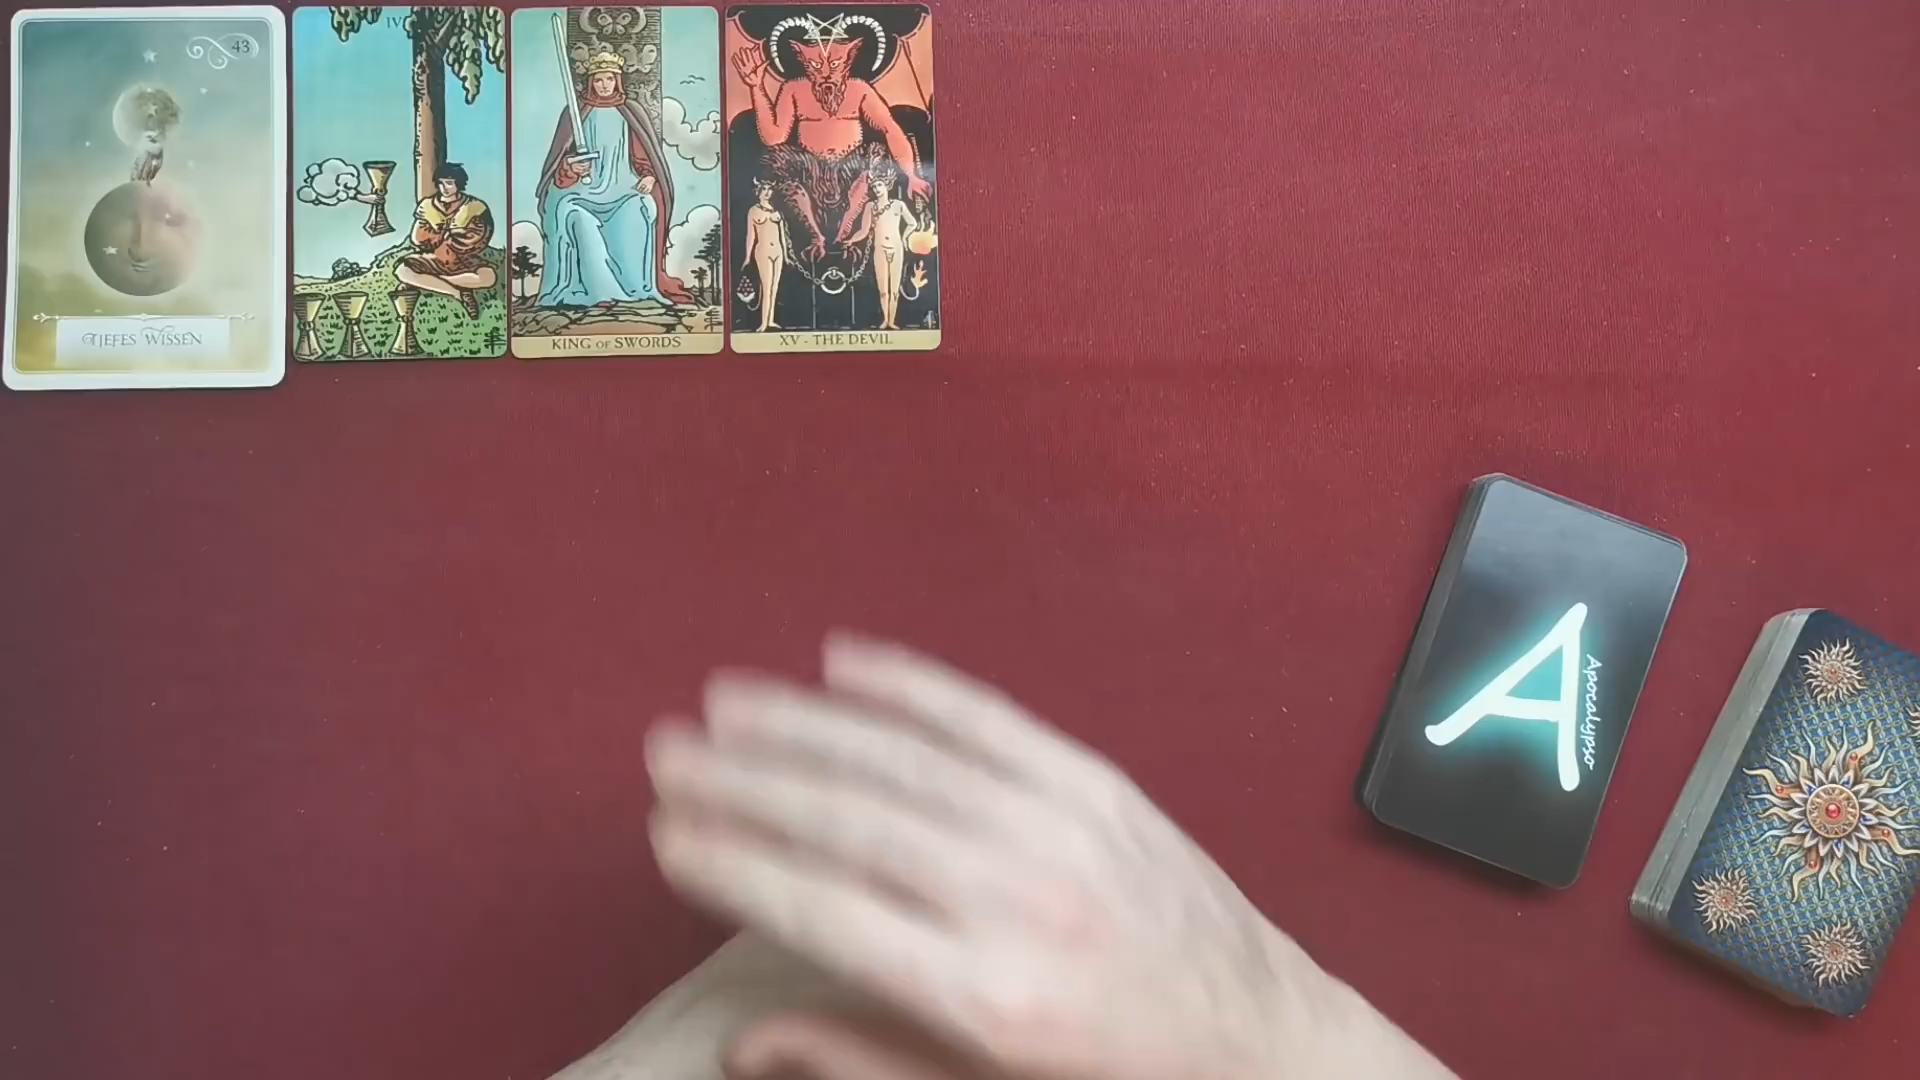 43
TIEFES WISSEN
IV
KING OF SWORDS
XV - THE DEVIL
A
Apocalypso